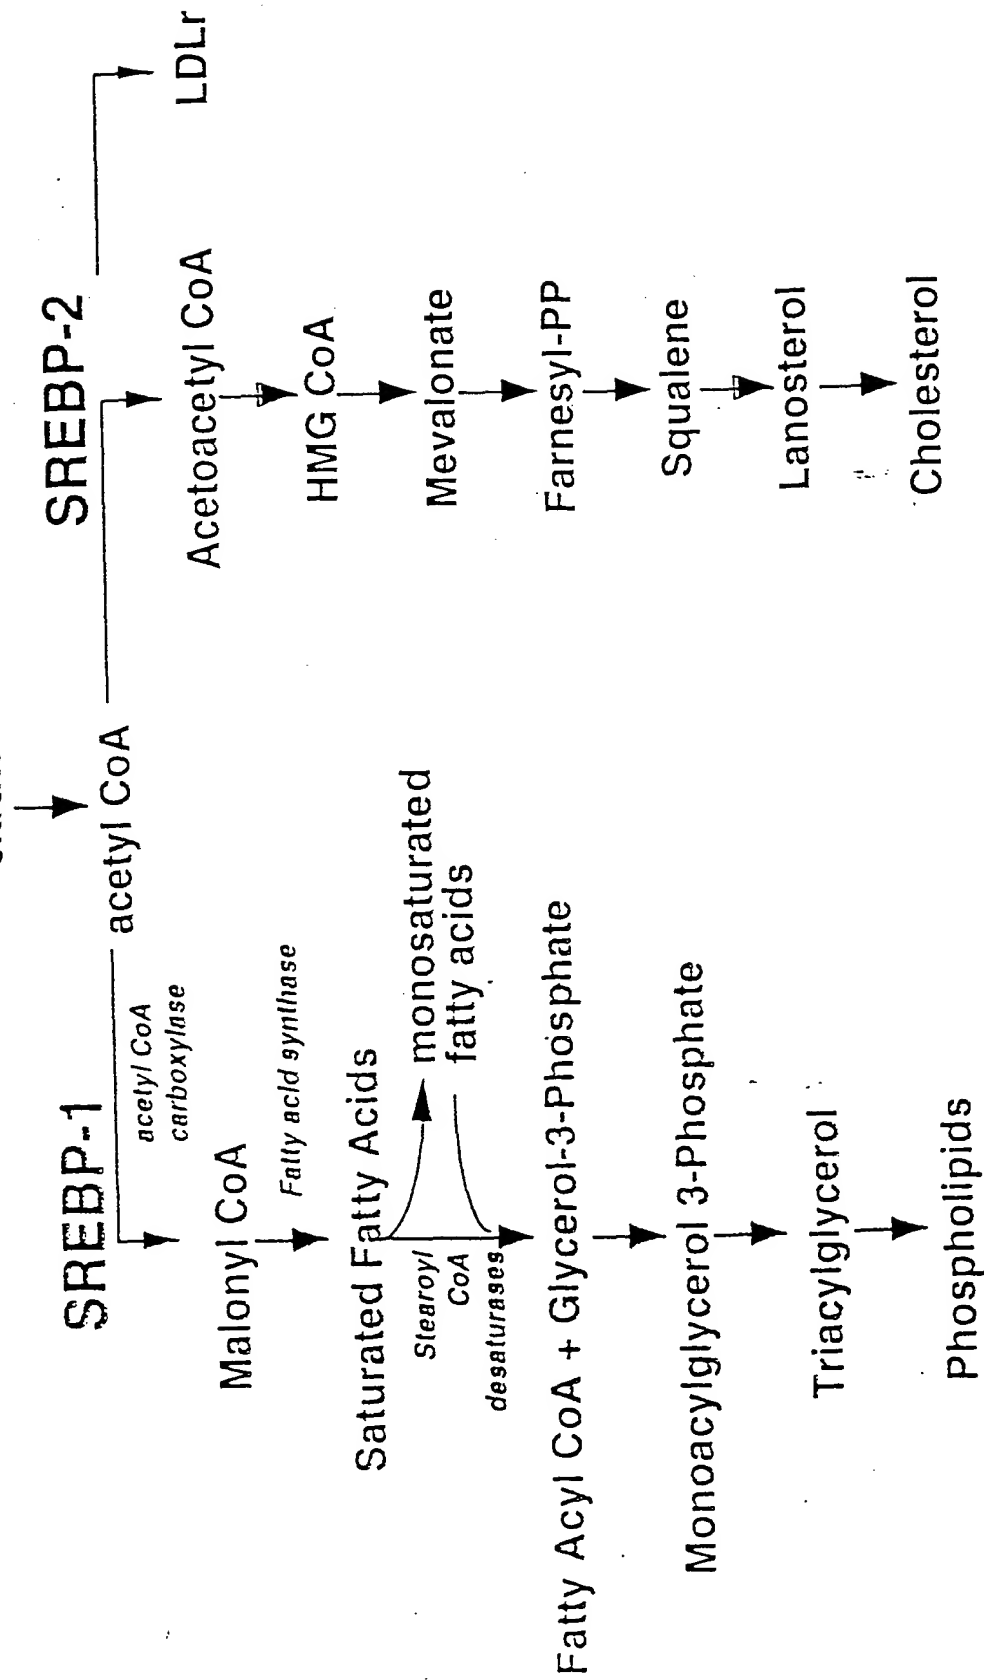 acetyl CoA
SREBP-1
acetyl CoA
carboxylase
Malonyl CoA
Fatty acid synthase
Saturated Fatty Acids
Stearoyl
CoA
desaturases
monosaturated
fatty acids
Fatty Acyl CoA + Glycerol-3-Phosphate
Monoacylglycerol 3-Phosphate
Triacylglycerol
Phospholipids
SREBP-2
LDLr
Acetoacetyl CoA
HMG CoA
Mevalonate
Farnesyl-PP
Squalene
Lanosterol
Cholesterol